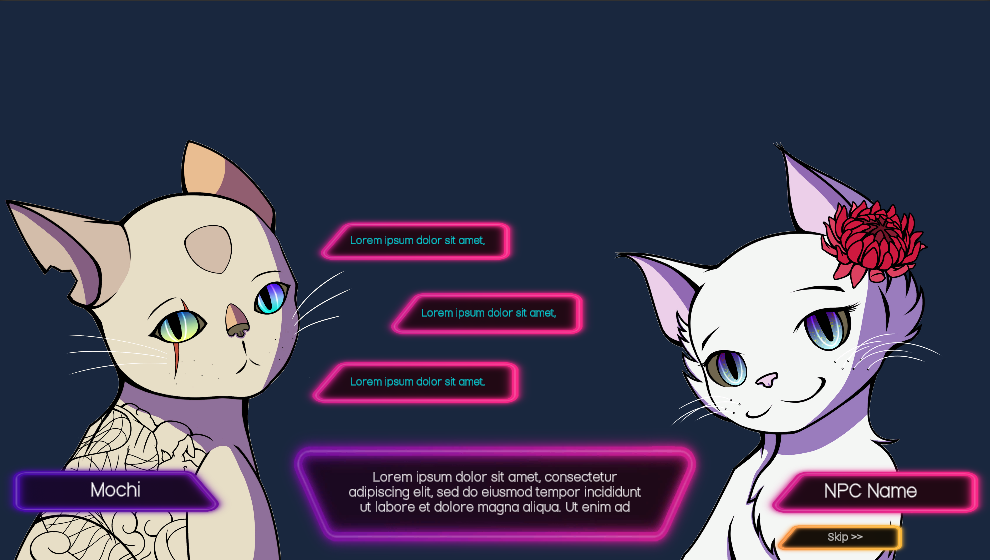 Lorem ipsum dolor sit amet,
Lorem ipsum dolor sit amet,
Lorem ipsum dolor sit amet,
Lorem ipsum dolor sit amet, consectetur
adipiscing elit, sed do eiusmod tempor incididunt
ut labore et dolore magna aliqua. Ut enim ad
Mochi
NPC Name
Skip >>